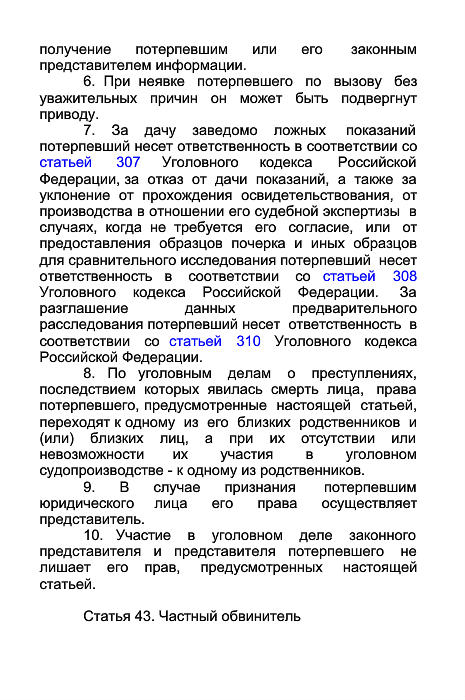 получение потерпевшим или его законным
представителем информации.
6. При неявке потерпевшего по вызову без
уважительных причин он может быть подвергнут
приводу.
7. За дачу заведомо ложных показаний
потерпевший несет ответственность в соответствии со
статьей 307 Уголовного кодекса Российской
Федерации, за отказ от дачи показаний, а также за
уклонение от прохождения освидетельствования, от
производства в отношении его судебной экспертизы в
случаях, когда не требуется его согласие, или от
предоставления образцов почерка и иных образцов
для сравнительного исследования потерпевший несет
ответственность в соответствии со статьей 308
Уголовного кодекса Российской Федерации. За
разглашение данных предварительного
расследования потерпевший несет ответственность в
соответствии со статьей 310 Уголовного кодекса
Российской Федерации.
8. По уголовным делам о преступлениях,
последствием которых явилась смерть лица, права
потерпевшего, предусмотренные настоящей статьей,
переходят к одному из его близких родственников и
(или) близких лиц, а при их отсутствии или
невозможности их участия в уголовном
судопроизводстве - к одному из родственников.
9. В случае признания потерпевшим
юридического лица его права осуществляет
представитель.
10. Участие в уголовном деле законного
представителя и представителя потерпевшего не
лишает его прав, предусмотренных настоящей
статьей.
Статья 43. Частный обвинитель